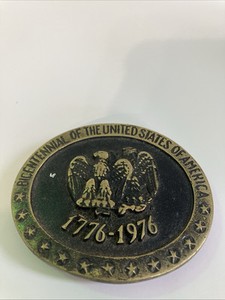 BICENTENNIAL OF THE UNITED STATES OF AMERICA
1776-1976